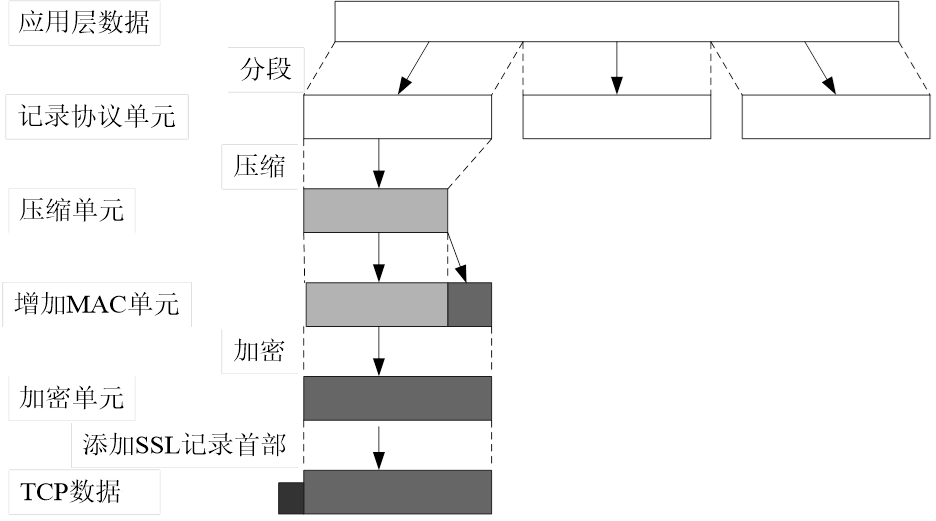 应用层数据
分段
记录协议单元
压缩
压缩单元
增加MAC单元
加密
加密单元
添加SSL记录首部
TCP数据